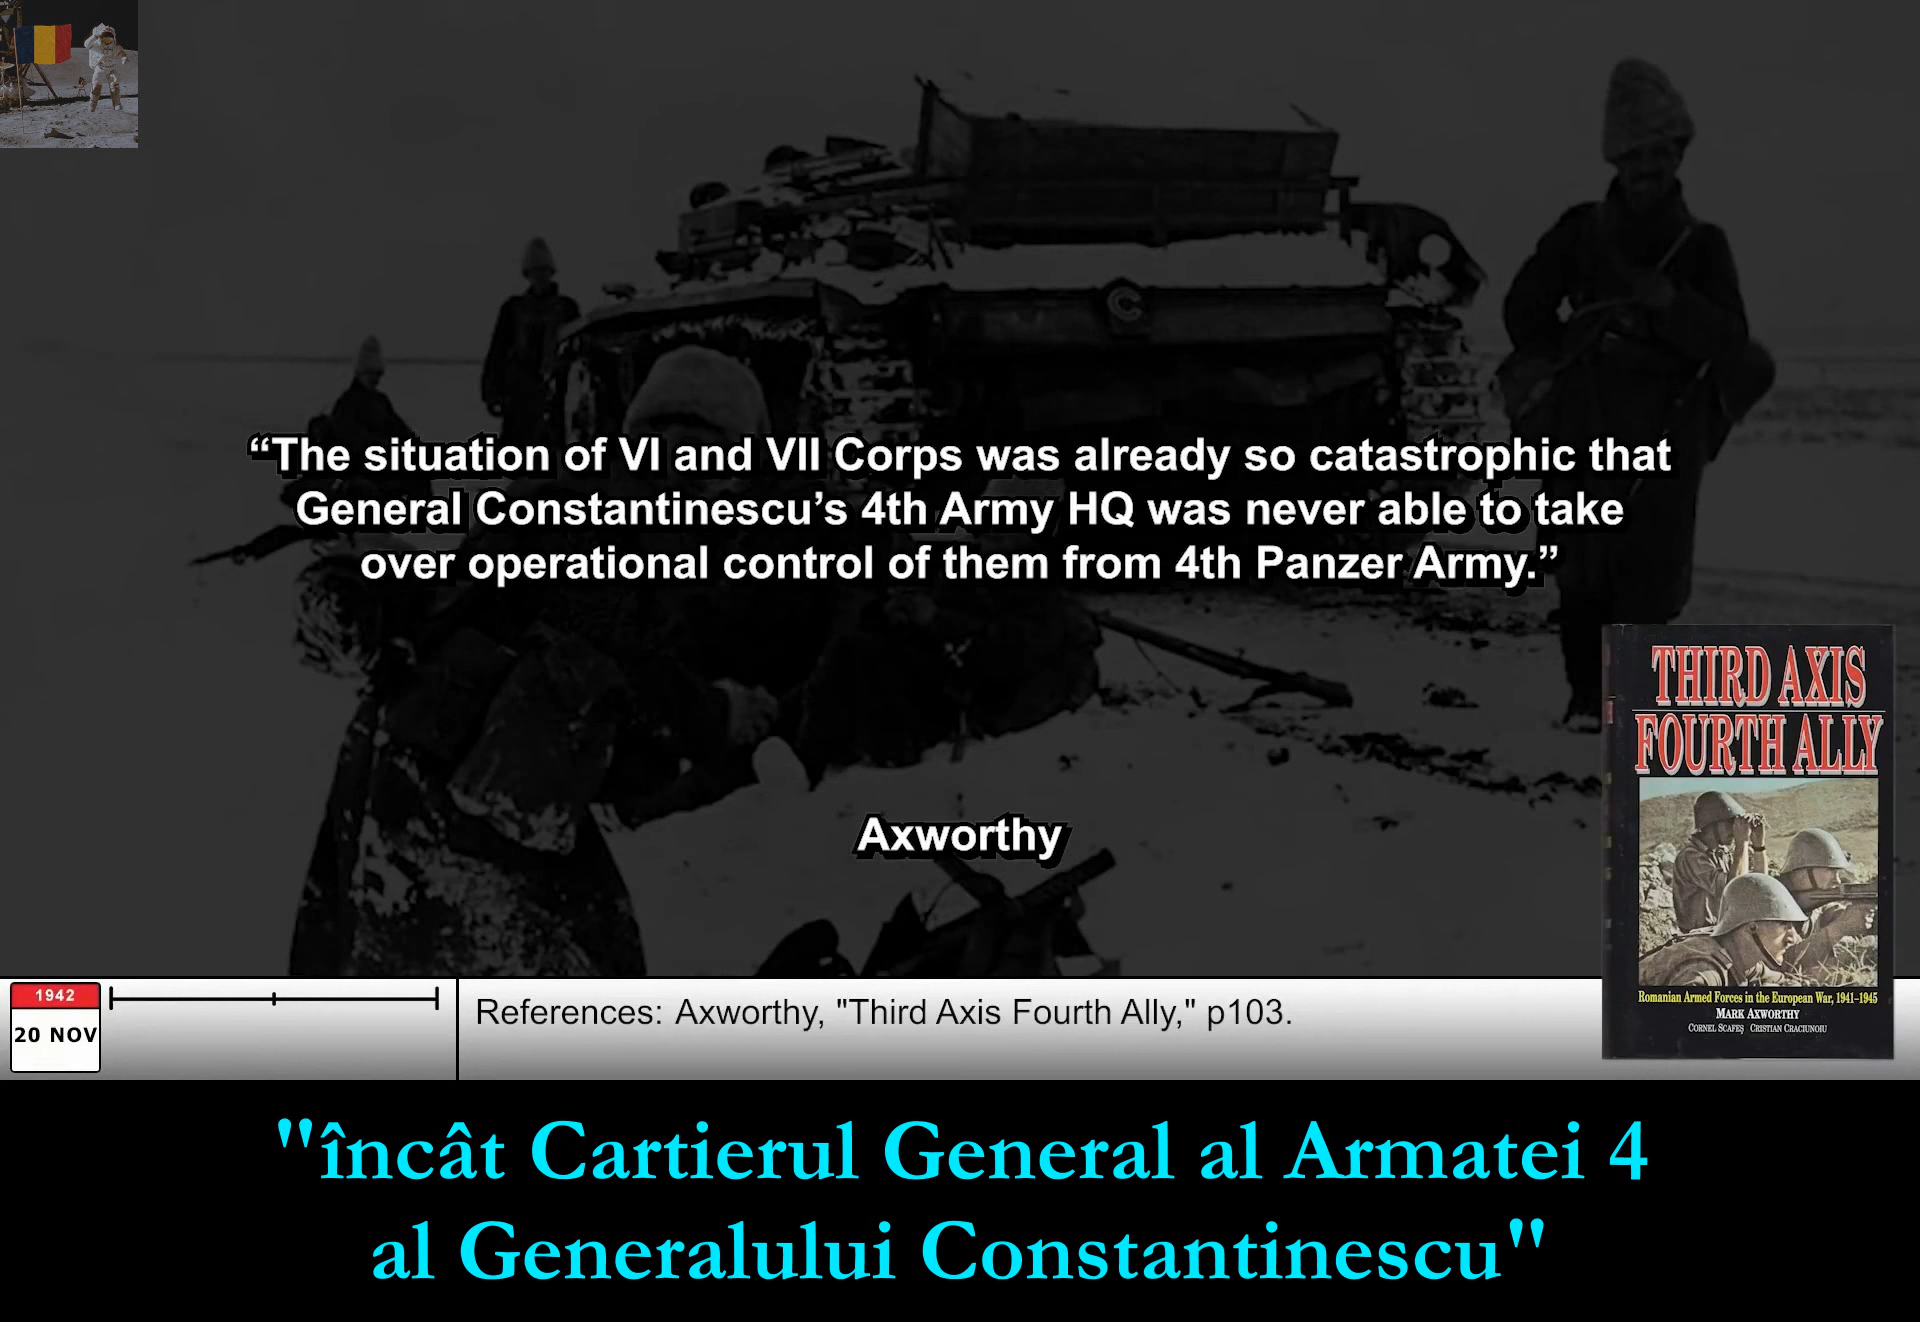 “The situation of VI and VII Corps was already so catastrophic that
General Constantinescu’s 4th Army HQ was never able to take
over operational control of them from 4th Panzer Army.”
Axworthy
THIRD AXIS
FOURTH ALLY
Romanian Armed Forces in the European War, 1941–1945
MARK AXWORTHY
CORNEL SCAFEŞ CRISTIAN CRACIUNOIU
1942
20 NOV
References: Axworthy, "Third Axis Fourth Ally," p103.
"încât Cartierul General al Armatei 4
al Generalului Constantinescu"